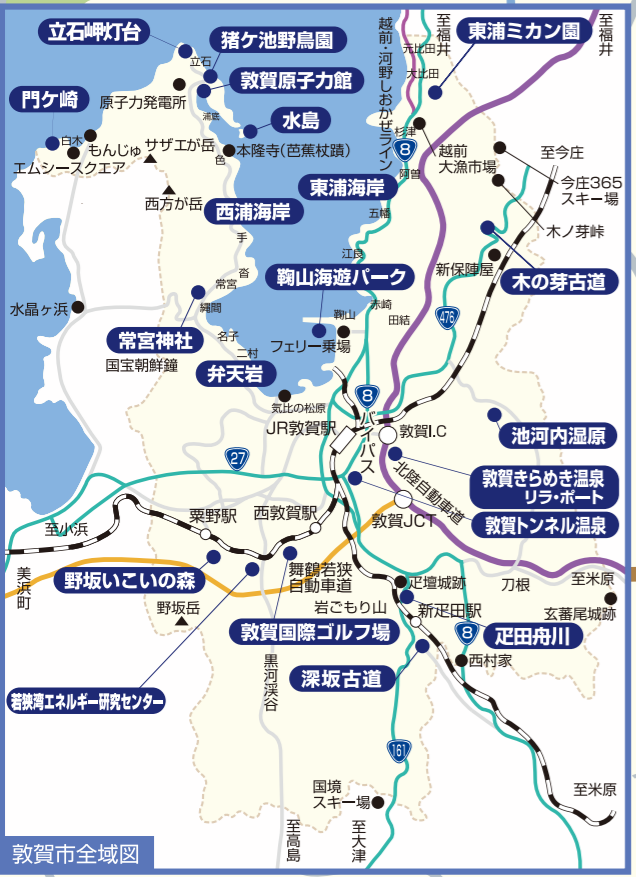 立石岬灯台
立石
猪ケ池野鳥園
敦賀原子力館
原子力発電所
浦底
門ケ崎
水島
白木
もんじゅ
サザエが岳
エムシースクエア
色
本隆寺(芭蕉杖蹟)
西方が岳
西浦海岸
東浦海岸
越前・河野しおかぜライン
至福井
東浦ミカン園
至福井
元比田
大比田
杉津
8
阿曽
越前
大漁市場
至今庄
今庄365
スキー場
木ノ芽峠
五幡
手
江良
新保陣屋
木の芽古道
沓
常宮
縄間
鞠山海遊パーク
赤崎
鞠山
田結
476
水晶ヶ浜
常宮神社
国宝朝鮮鐘
名子
二村
フェリー乗場
弁天岩
気比の松原
8
バイパス
JR敦賀駅
敦賀I.C
池河内湿原
27
北陸自動車道
敦賀きらめき温泉
リラ・ポート
敦賀トンネル温泉
敦賀JCT
粟野駅
西敦賀駅
至小浜
美浜町
野坂いこいの森
舞鶴若狭
自動車道
疋壇城跡
刀根
至米原
玄蕃尾城跡
野坂岳
岩ごもり山
新疋田駅
敦賀国際ゴルフ場
8
疋田舟川
黒河渓谷
深坂古道
西村家
若狭湾エネルギー研究センター
161
国境
スキー場
至米原
至高島
至大津
敦賀市全域図